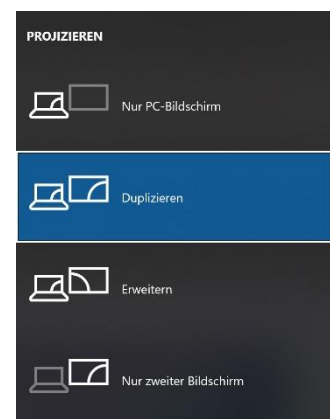 PROJIZIEREN
Nur PC-Bildschirm
Duplizieren
Erweitern
Nur zweiter Bildschirm